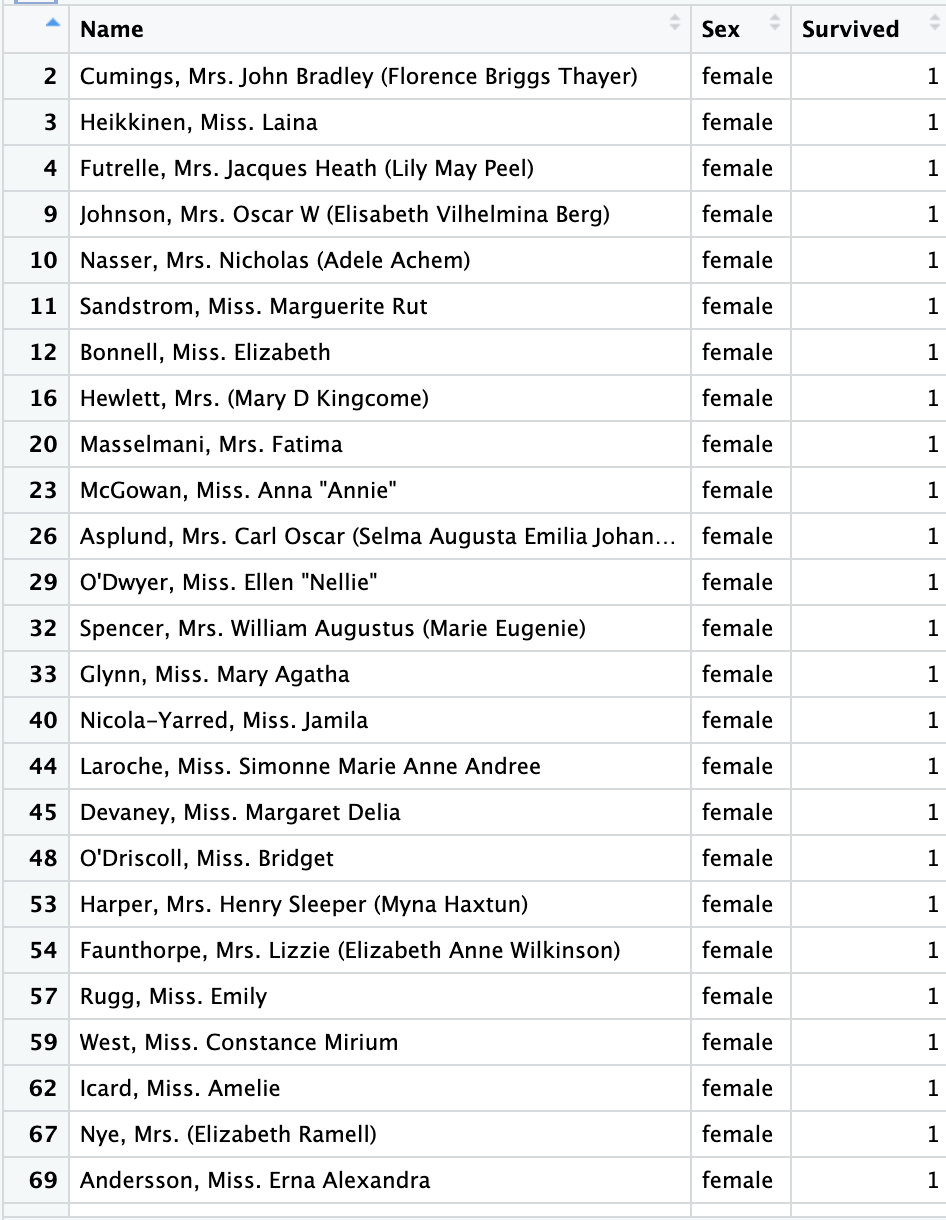 Name Sex Survived
2 Cumings, Mrs. John Bradley (Florence Briggs Thayer) female 1
3 Heikkinen, Miss. Laina female 1
4 Futrelle, Mrs. Jacques Heath (Lily May Peel) female 1
9 Johnson, Mrs. Oscar W (Elisabeth Vilhelmina Berg) female 1
10 Nasser, Mrs. Nicholas (Adele Achem) female 1
11 Sandstrom, Miss. Marguerite Rut female 1
12 Bonnell, Miss. Elizabeth female 1
16 Hewlett, Mrs. (Mary D Kingcome) female 1
20 Masselmani, Mrs. Fatima female 1
23 McGowan, Miss. Anna "Annie" female 1
26 Asplund, Mrs. Carl Oscar (Selma Augusta Emilia Johan... female 1
29 O'Dwyer, Miss. Ellen "Nellie" female 1
32 Spencer, Mrs. William Augustus (Marie Eugenie) female 1
33 Glynn, Miss. Mary Agatha female 1
40 Nicola-Yarred, Miss. Jamila female 1
44 Laroche, Miss. Simonne Marie Anne Andree female 1
45 Devaney, Miss. Margaret Delia female 1
48 O'Driscoll, Miss. Bridget female 1
53 Harper, Mrs. Henry Sleeper (Myna Haxtun) female 1
54 Faunthorpe, Mrs. Lizzie (Elizabeth Anne Wilkinson) female 1
57 Rugg, Miss. Emily female 1
59 West, Miss. Constance Mirium female 1
62 Icard, Miss. Amelie female 1
67 Nye, Mrs. (Elizabeth Ramell) female 1
69 Andersson, Miss. Erna Alexandra female 1